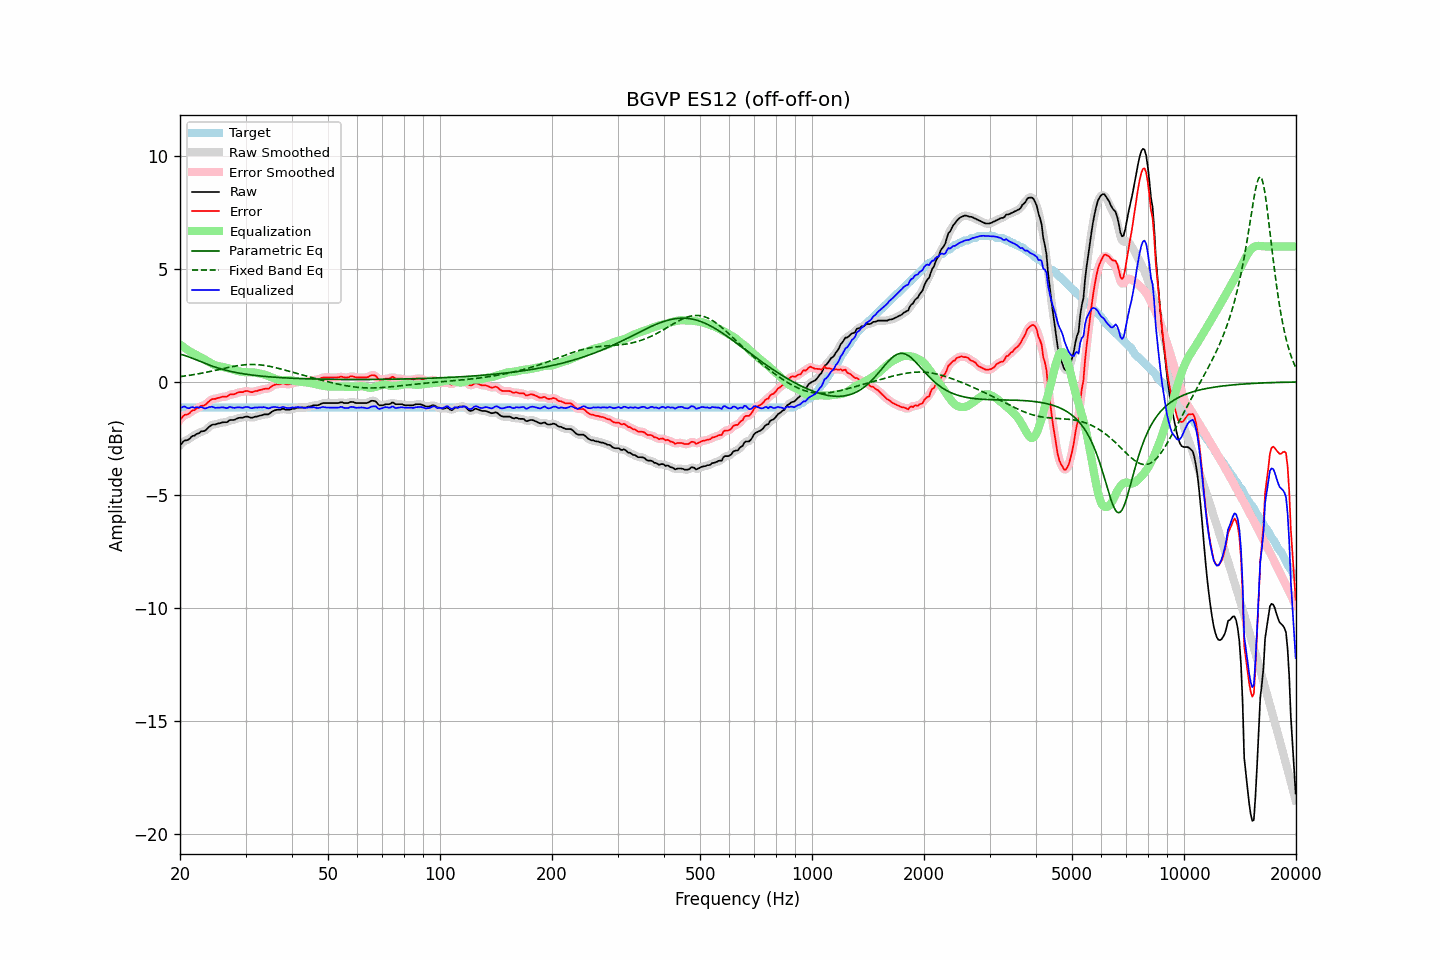 BGVP ES12 (off-off-on)
Target
Raw Smoothed
Error Smoothed
Raw
Error
Equalization
Parametric Eq
Fixed Band Eq
Equalized
10
5
0
−5
−10
−15
−20
Amplitude (dBr)
20 50 100 200 500 1000 2000 5000 10000 20000
Frequency (Hz)